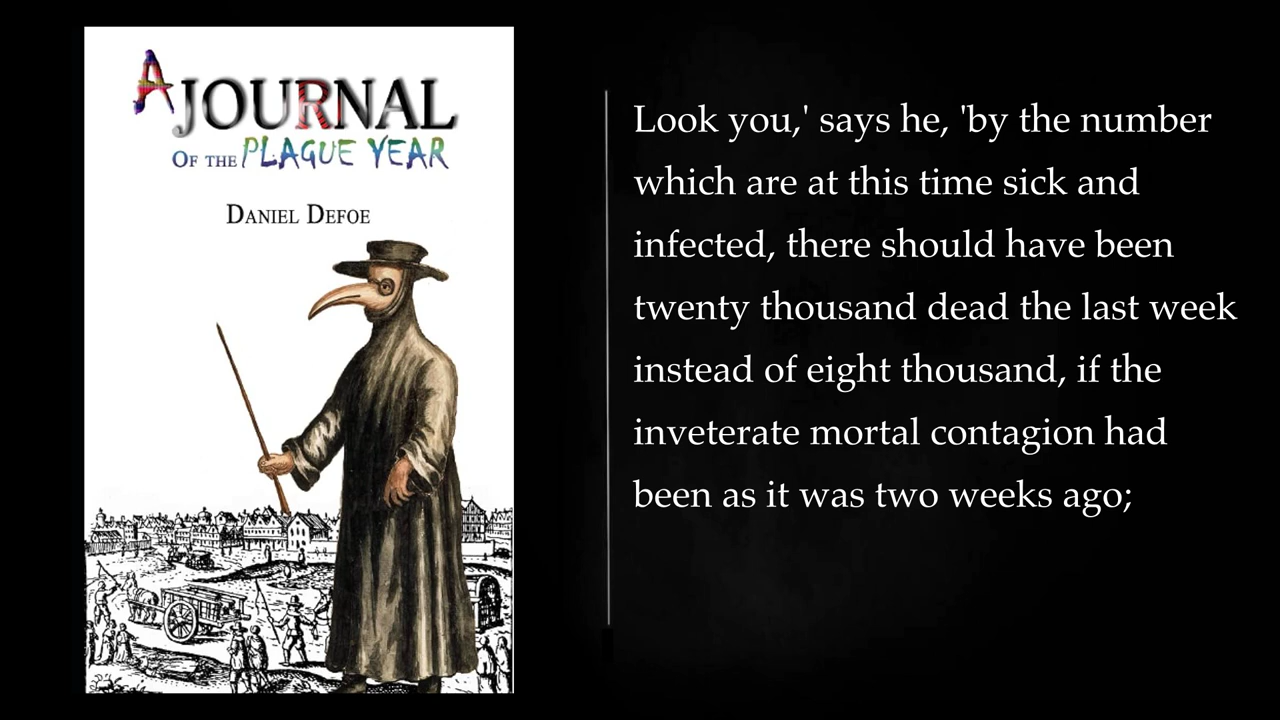 A JOURNAL
OF THE PLAGUE YEAR
DANIEL DEFOE
Look you,' says he, 'by the number
which are at this time sick and
infected, there should have been
twenty thousand dead the last week
instead of eight thousand, if the
inveterate mortal contagion had
been as it was two weeks ago;